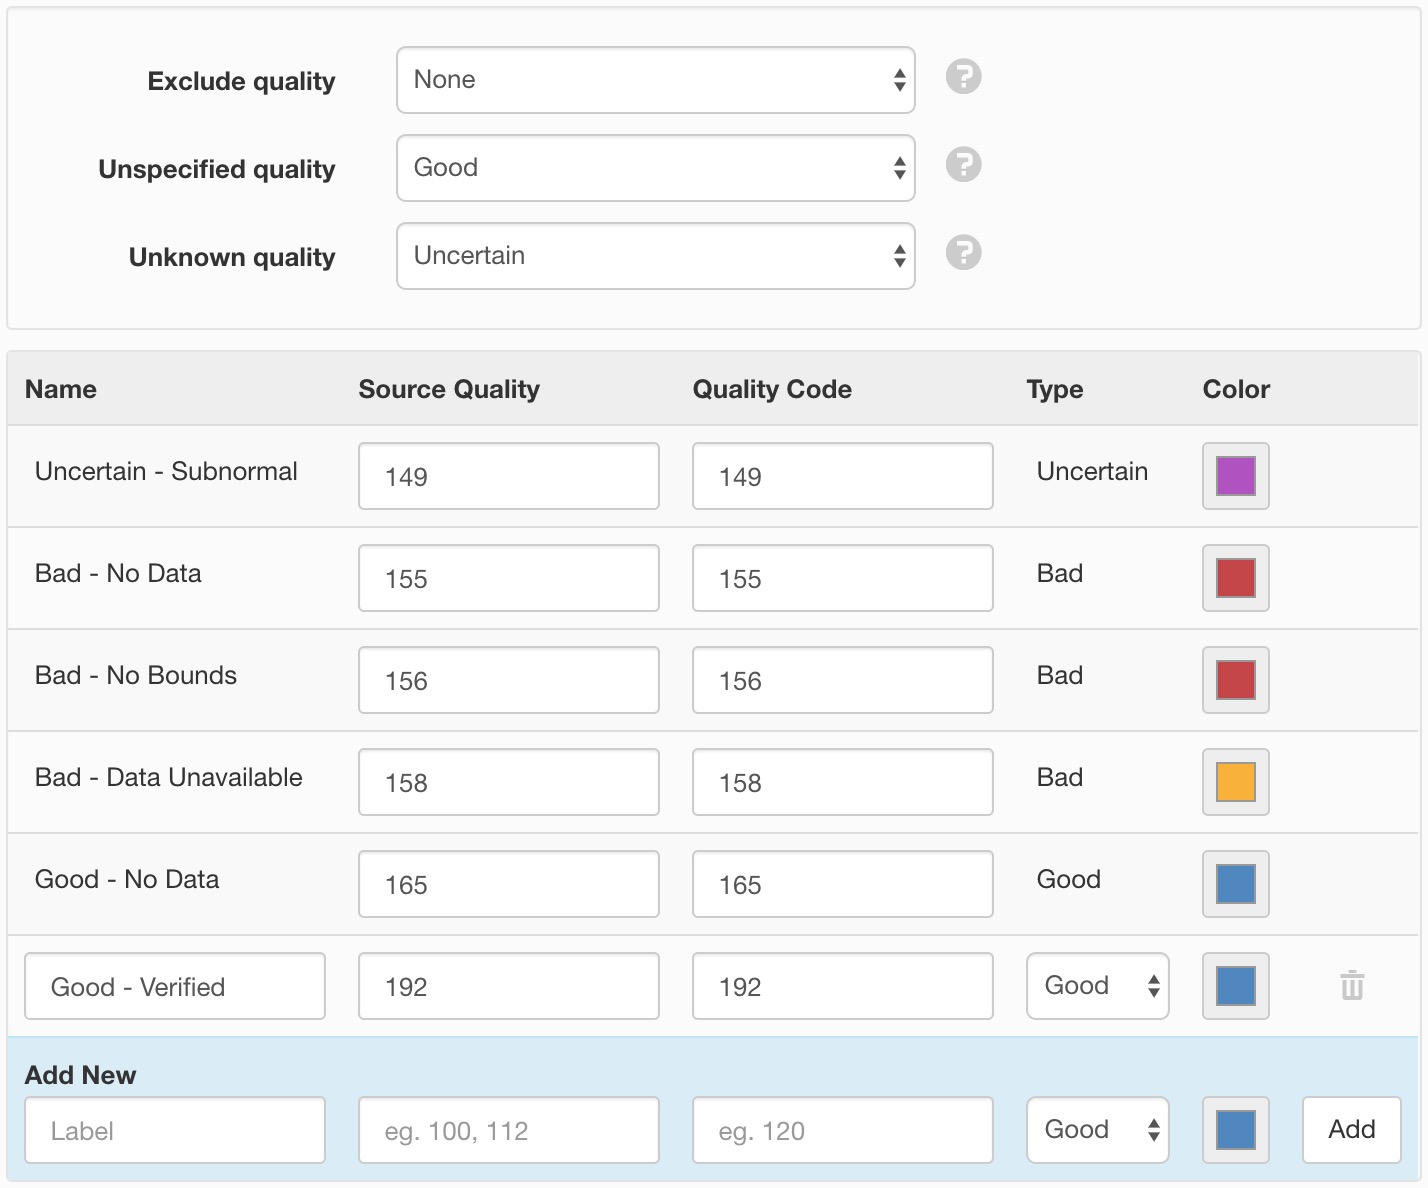 Exclude quality None ?
Unspecified quality Good ?
Unknown quality Uncertain ?
Name Source Quality Quality Code Type Color
Uncertain - Subnormal 149 149 Uncertain
Bad - No Data 155 155 Bad
Bad - No Bounds 156 156 Bad
Bad - Data Unavailable 158 158 Bad
Good - No Data 165 165 Good
Good - Verified 192 192 Good
Add New
Label eg. 100, 112 eg. 120 Good Add